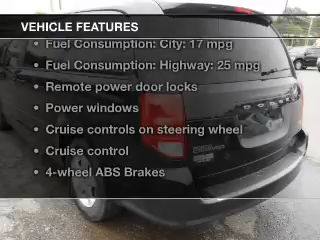 VEHICLE FEATURES
• Fuel Consumption: City: 17 mpg
• Fuel Consumption: Highway: 25 mpg
• Remote power door locks
• Power windows
• Cruise controls on steering wheel
• Cruise control
• 4-wheel ABS Brakes
DODGE